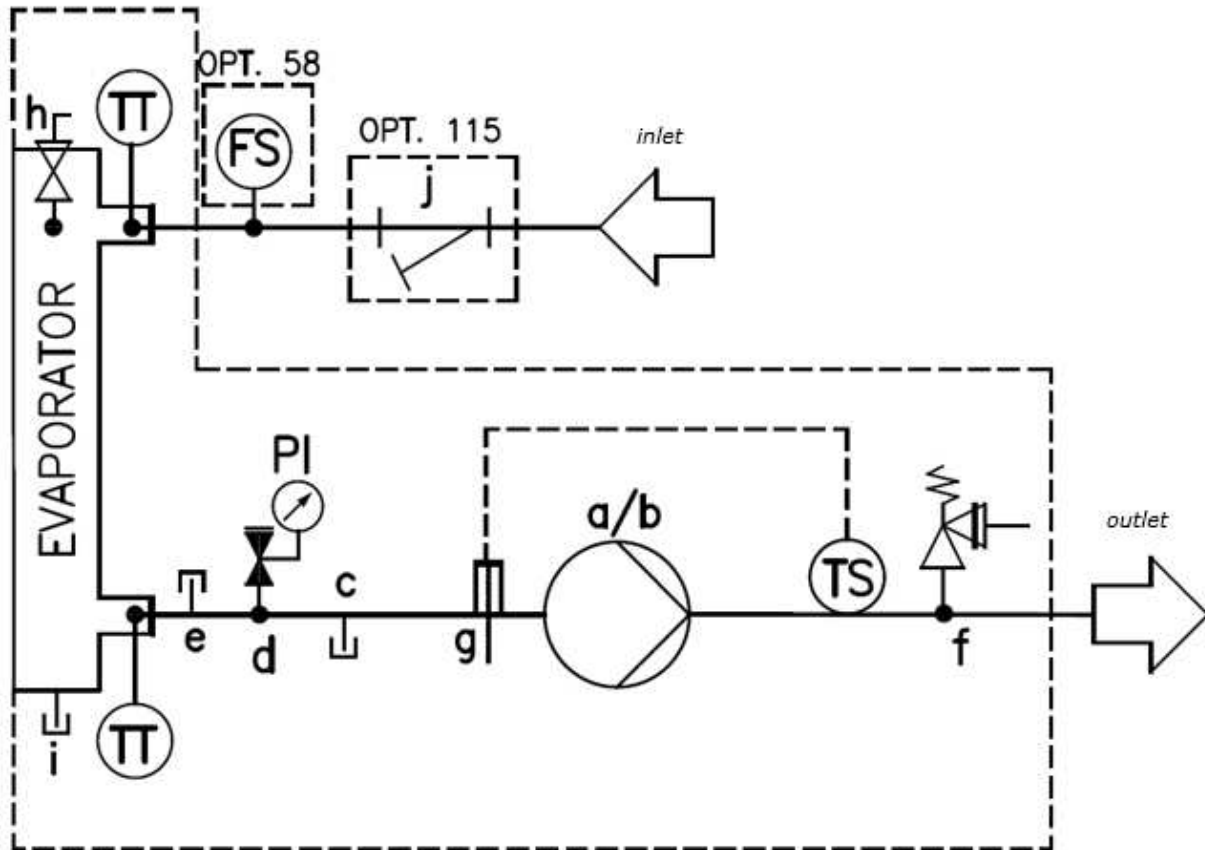 OPT. 58
h
TT
FS
OPT. 115
j
inlet
EVAPORATOR
PI
a/b
outlet
TS
c
e
d
g
f
i
TT